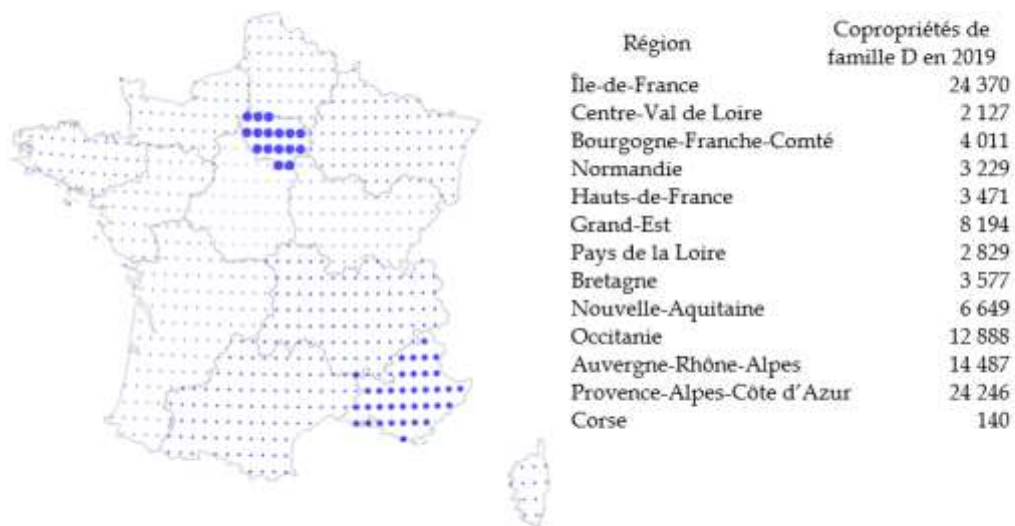 Région Copropriétés de
famille D en 2019
Île-de-France 24 370
Centre-Val de Loire 2 127
Bourgogne-Franche-Comté 4 011
Normandie 3 229
Hauts-de-France 3 471
Grand-Est 8 194
Pays de la Loire 2 829
Bretagne 3 577
Nouvelle-Aquitaine 6 649
Occitanie 12 888
Auvergne-Rhône-Alpes 14 487
Provence-Alpes-Côte d'Azur 24 246
Corse 140